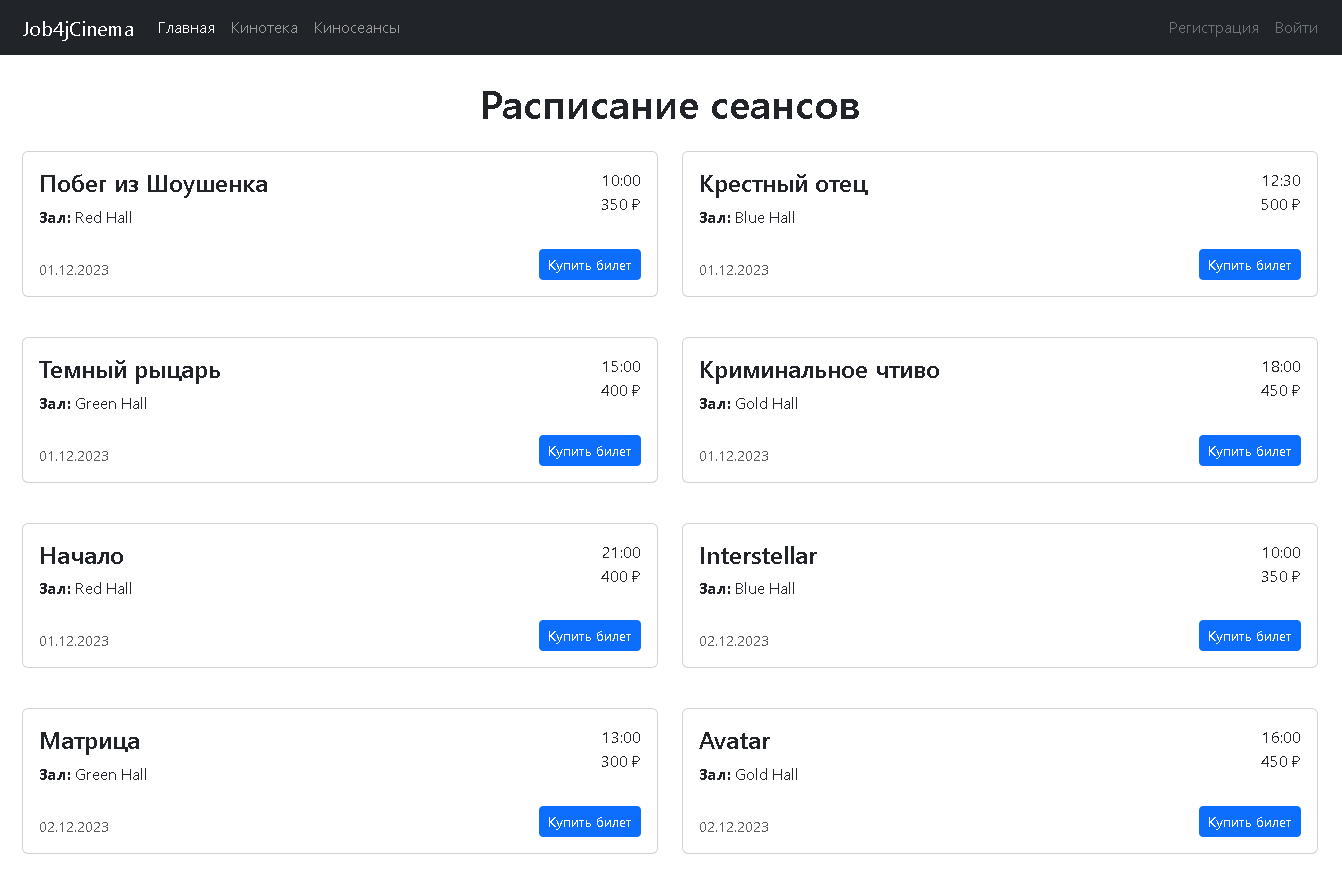 Job4jCinema Главная Кинотека Киносеансы Регистрация Войти
Расписание сеансов
Побег из Шоушенка 10:00
350 ₽
Зал: Red Hall
01.12.2023 Купить билет
Крестный отец 12:30
500 ₽
Зал: Blue Hall
01.12.2023 Купить билет
Темный рыцарь 15:00
400 ₽
Зал: Green Hall
01.12.2023 Купить билет
Криминальное чтиво 18:00
450 ₽
Зал: Gold Hall
01.12.2023 Купить билет
Начало 21:00
400 ₽
Зал: Red Hall
01.12.2023 Купить билет
Interstellar 10:00
350 ₽
Зал: Blue Hall
02.12.2023 Купить билет
Матрица 13:00
300 ₽
Зал: Green Hall
02.12.2023 Купить билет
Avatar 16:00
450 ₽
Зал: Gold Hall
02.12.2023 Купить билет